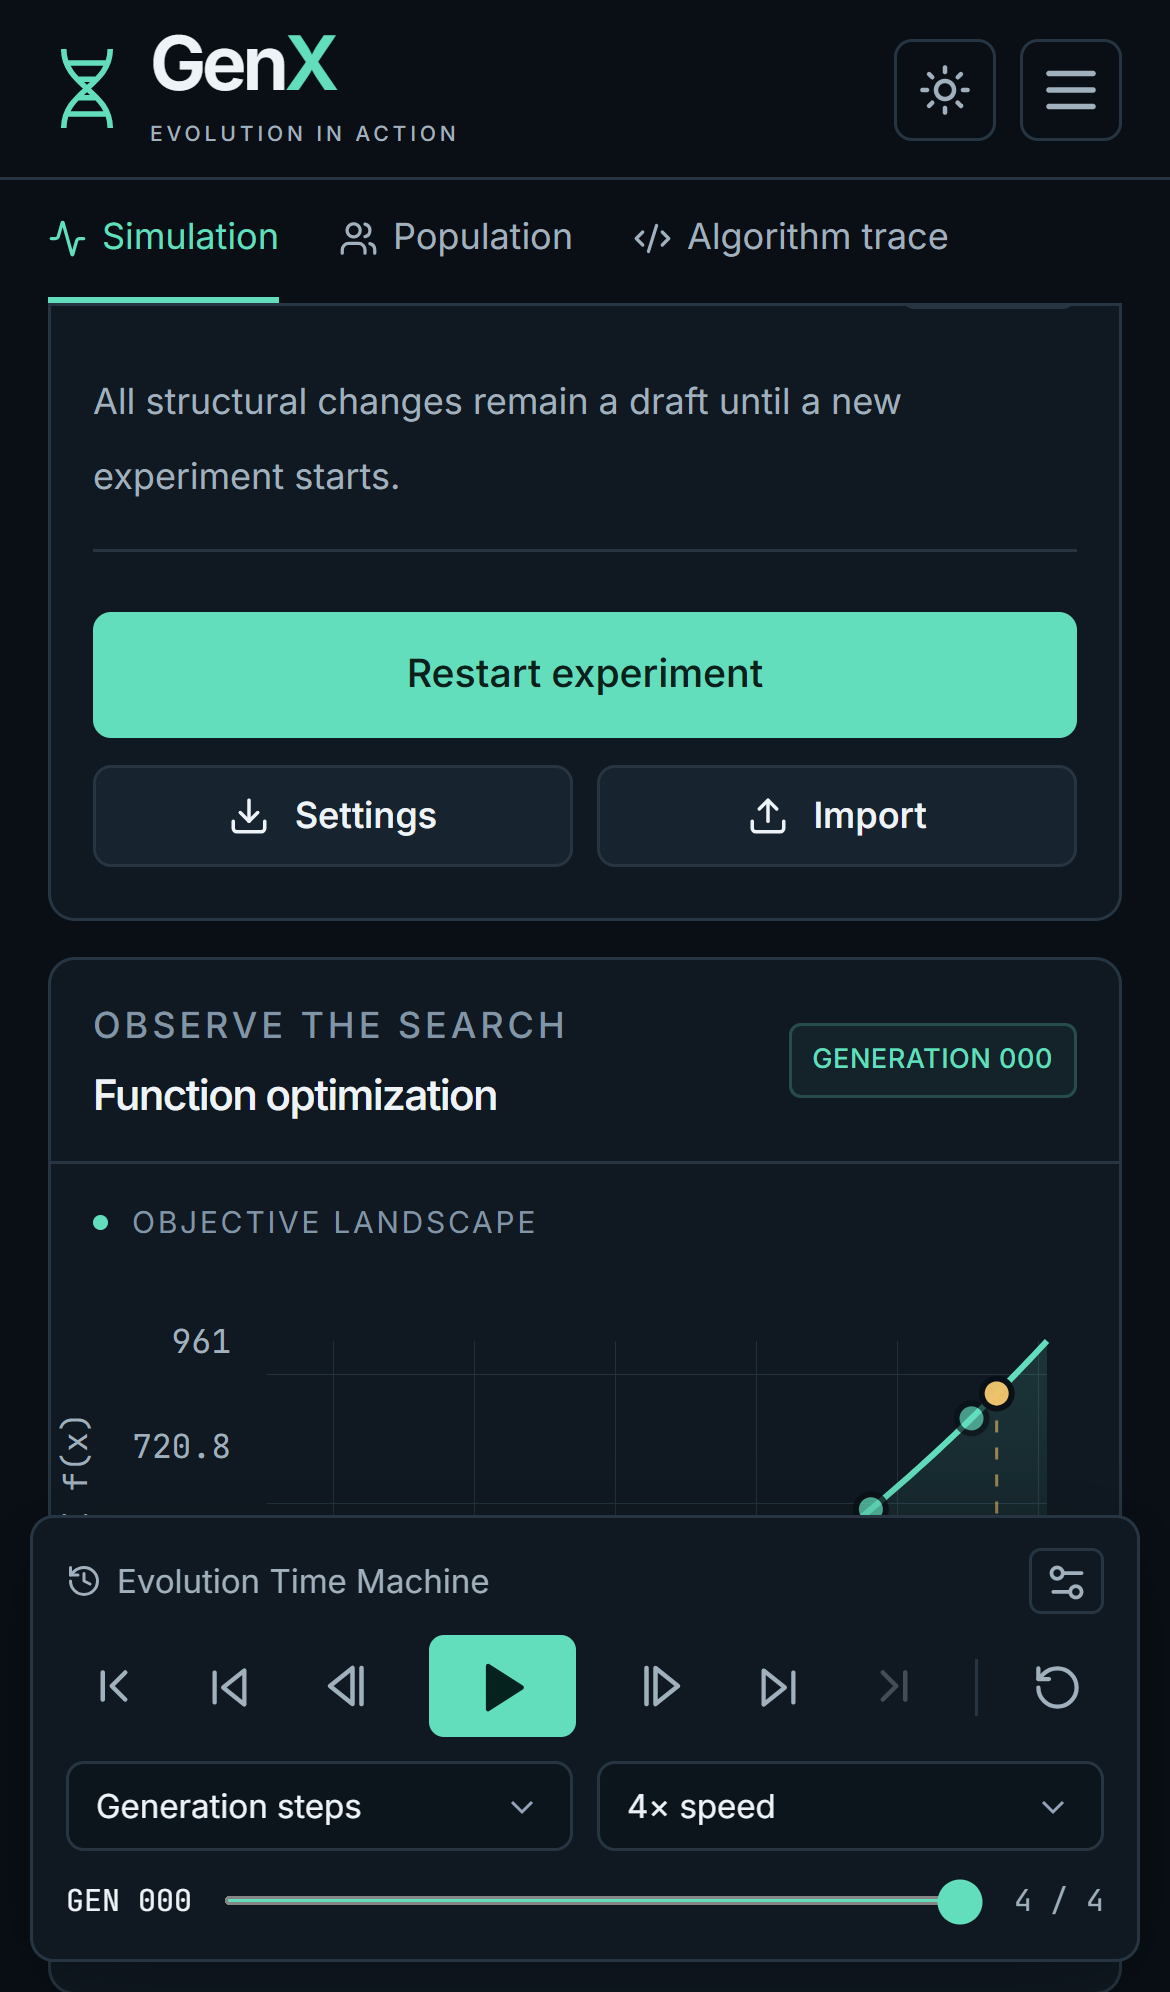 GenX
EVOLUTION IN ACTION
Simulation
Population
Algorithm trace
All structural changes remain a draft until a new
experiment starts.
Restart experiment
Settings
Import
OBSERVE THE SEARCH
Function optimization
GENERATION 000
OBJECTIVE LANDSCAPE
961
720.8
f(x)
Evolution Time Machine
Generation steps
4× speed
GEN 000
4 / 4